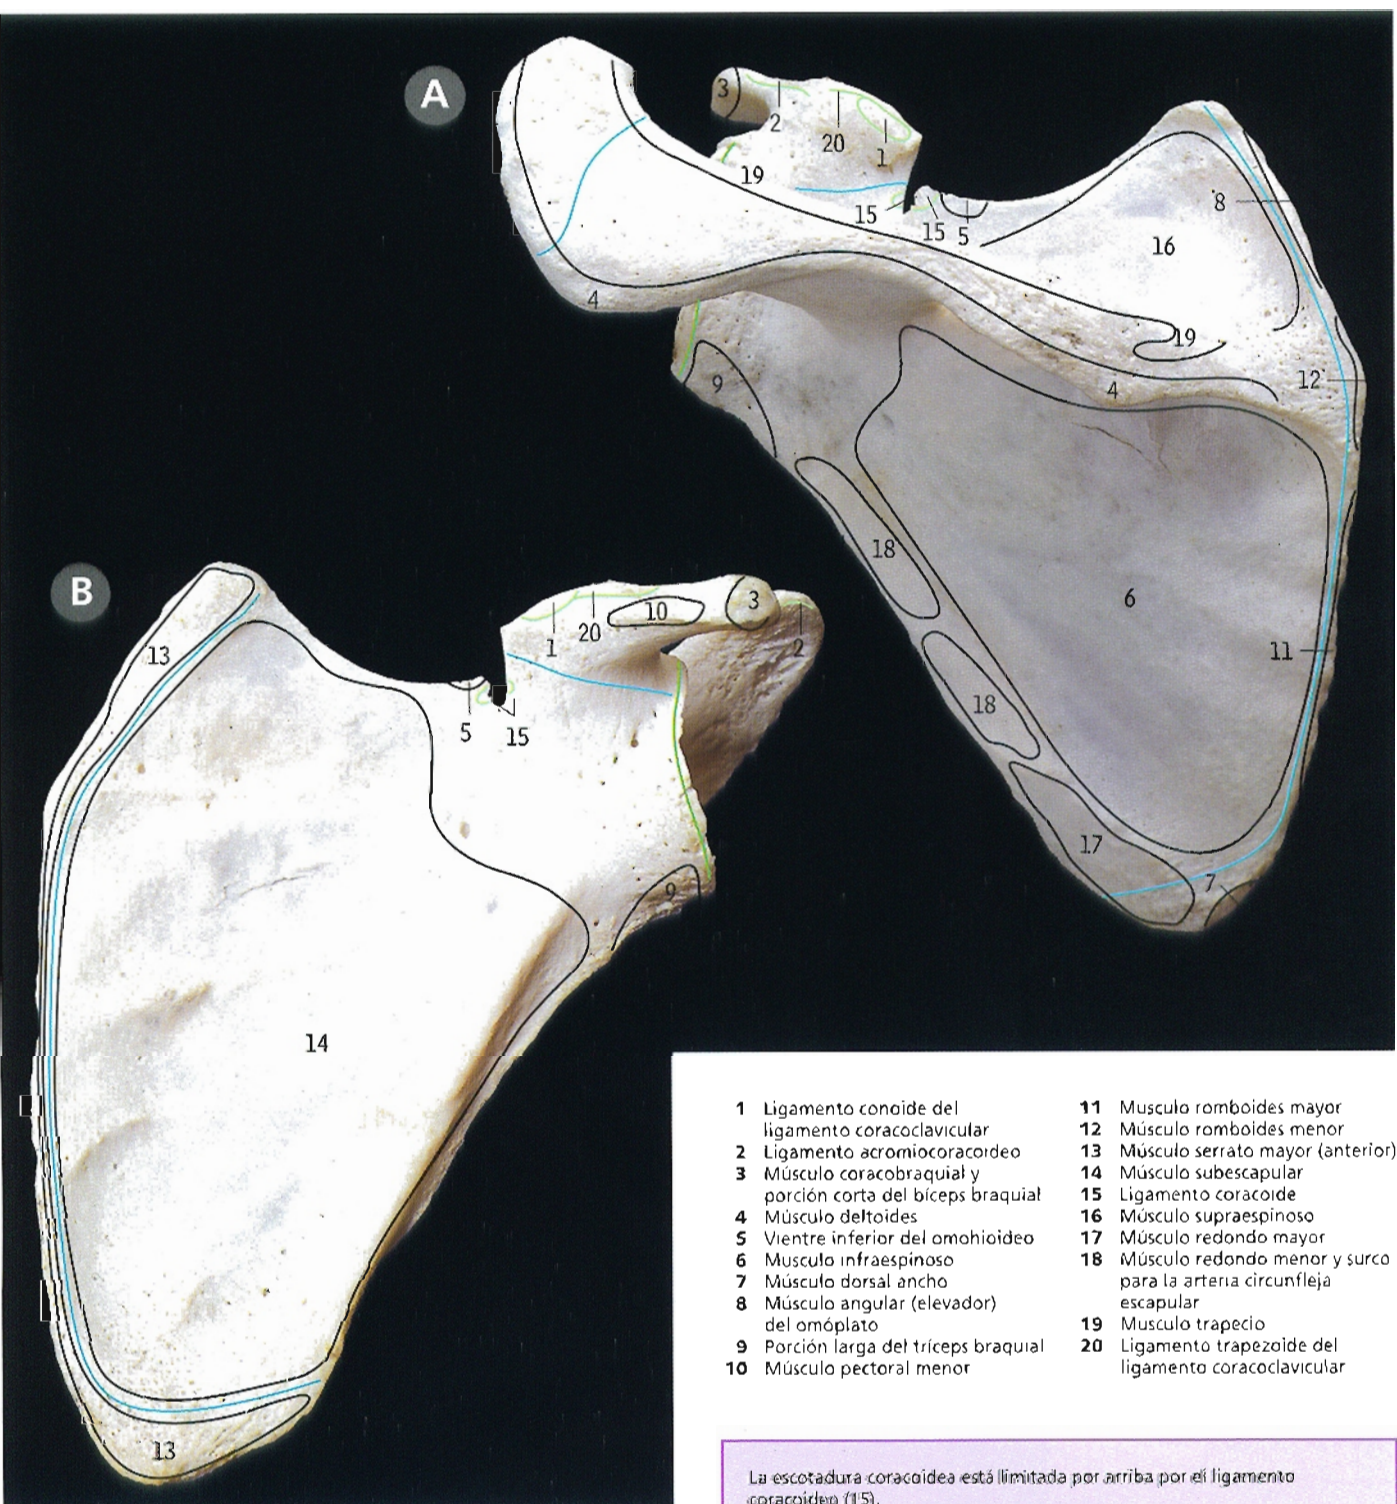 A
3
2
20
1
19
15
15
5
8
16
4
19
12
9
4
18
6
11
18
17
7
B
13
10
3
1
20
2
5
15
9
14
13
1 Ligamento conoide del
ligamento coracoclavicular
2 Ligamento acromiocoracoideo
3 Músculo coracobraquial y
porción corta del bíceps braquial
4 Músculo deltoides
5 Vientre inferior del omohioideo
6 Musculo infraespinoso
7 Músculo dorsal ancho
8 Músculo angular (elevador)
del omóplato
9 Porción larga del tríceps braquial
10 Músculo pectoral menor
11 Musculo romboides mayor
12 Músculo romboides menor
13 Músculo serrato mayor (anterior)
14 Músculo subescapular
15 Ligamento coracoide
16 Músculo supraespinoso
17 Músculo redondo mayor
18 Músculo redondo menor y surco
para la arteria circunfleja
escapular
19 Musculo trapecio
20 Ligamento trapezoide del
ligamento coracoclavicular
La escotadura coracoidea está limitada por arriba por el ligamento
coracoideo (15).